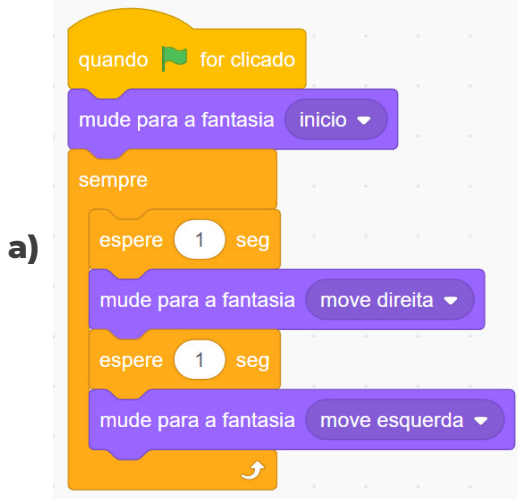 quando for clicado
mude para a fantasia inicio
sempre
a)
espere 1 seg
mude para a fantasia move direita
espere 1 seg
mude para a fantasia move esquerda